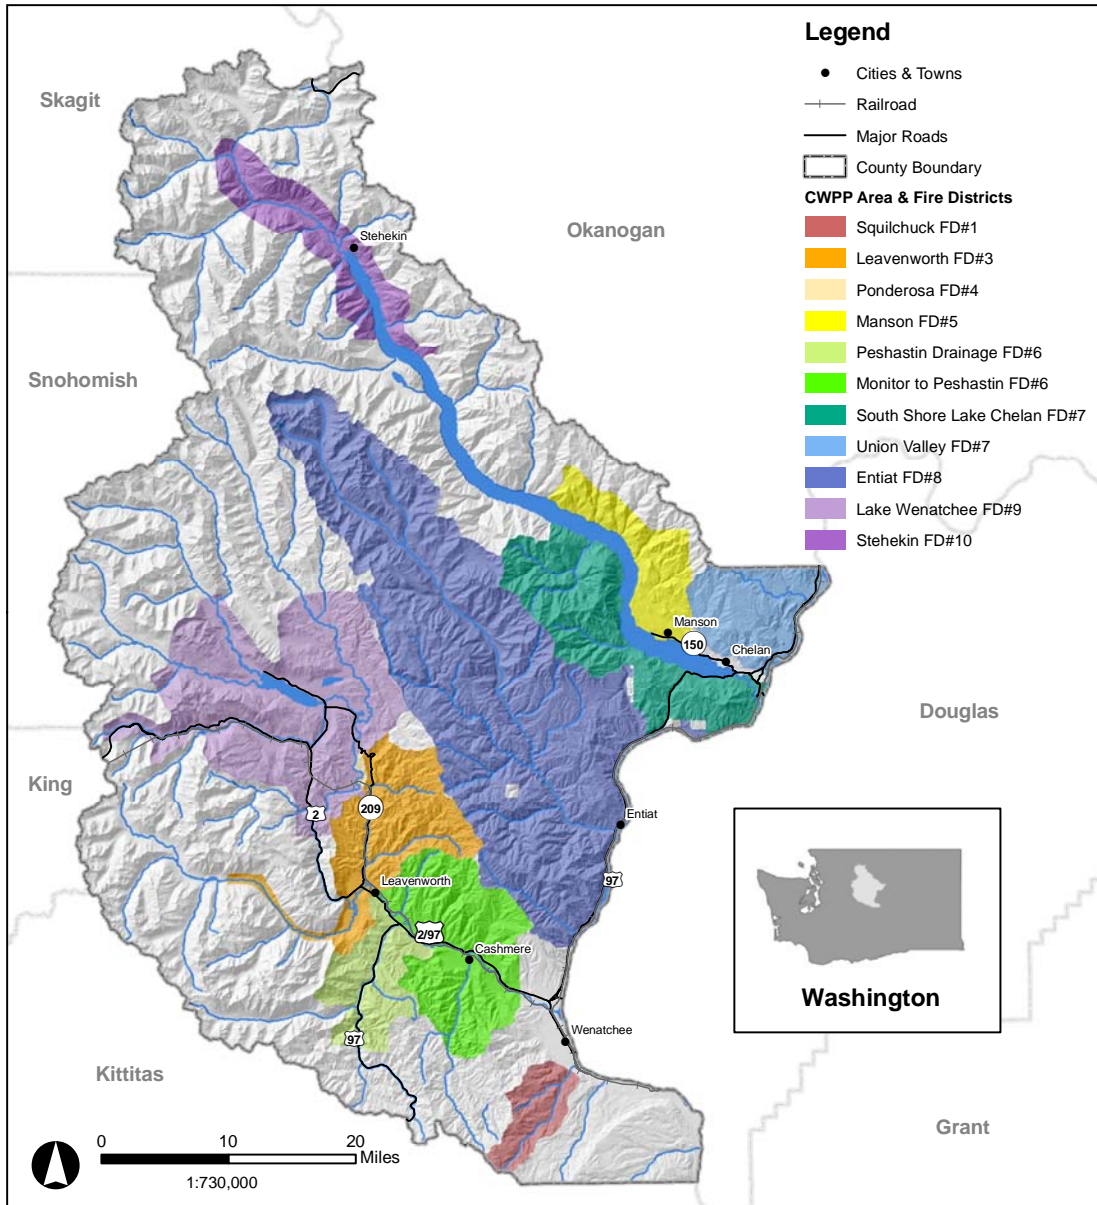 Legend
Cities & Towns
Railroad
Major Roads
County Boundary
CWPP Area & Fire Districts
Squilchuck FD#1
Leavenworth FD#3
Ponderosa FD#4
Manson FD#5
Peshastin Drainage FD#6
Monitor to Peshastin FD#6
South Shore Lake Chelan FD#7
Union Valley FD#7
Entiat FD#8
Lake Wenatchee FD#9
Stehekin FD#10
Skagit
Okanogan
Stehekin
Snohomish
Manson
150
Chelan
Douglas
King
2
209
Entiat
97
Leavenworth
2/97
Cashmere
Wenatchee
97
Kittitas
Grant
Washington
0 10 20
Miles
1:730,000